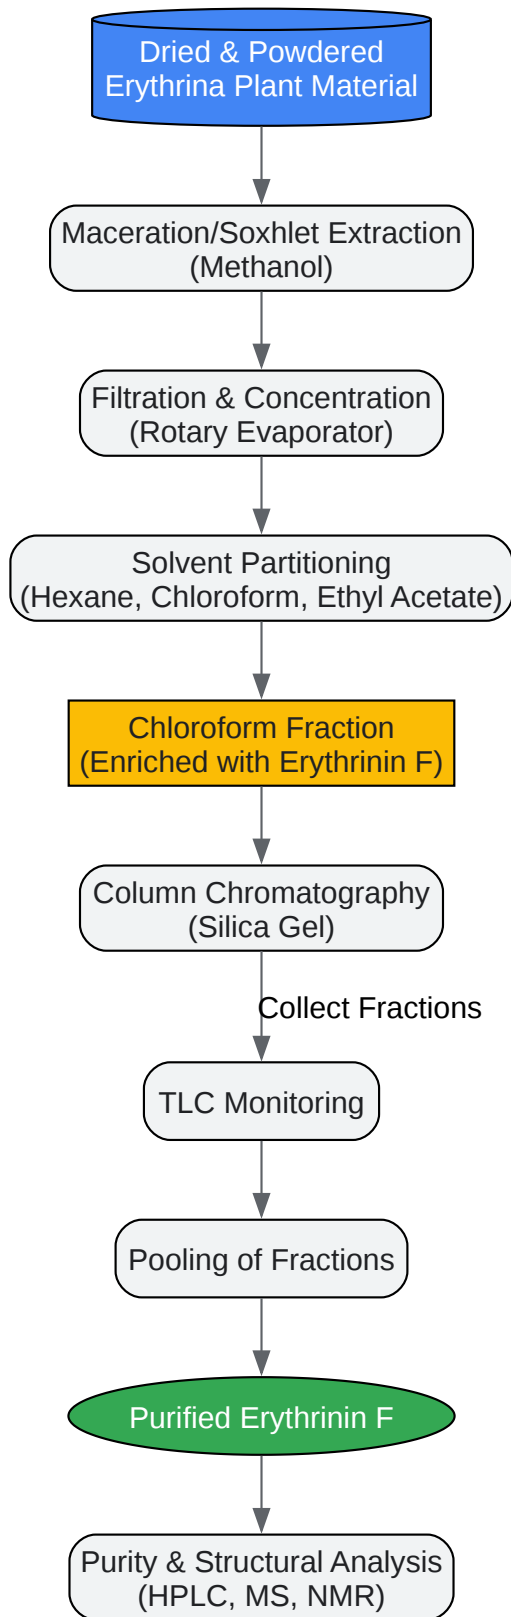 Dried & Powdered
Erythrina Plant Material
Maceration/Soxhlet Extraction
(Methanol)
Filtration & Concentration
(Rotary Evaporator)
Solvent Partitioning
(Hexane, Chloroform, Ethyl Acetate)
Chloroform Fraction
(Enriched with Erythrinin F)
Column Chromatography
(Silica Gel)
Collect Fractions
TLC Monitoring
Pooling of Fractions
Purified Erythrinin F
Purity & Structural Analysis
(HPLC, MS, NMR)